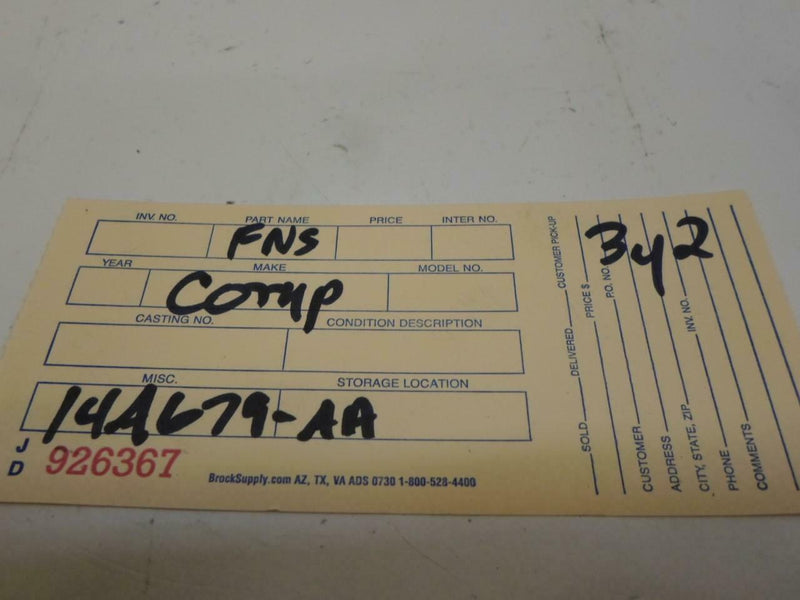 INV. NO. PART NAME PRICE INTER NO.
FNS
YEAR MAKE MODEL NO.
CASTING NO. CONDITION DESCRIPTION
MISC. STORAGE LOCATION
14A679-AA
JD 926367
BrockSupply.com AZ, TX, VA ADS 0730 1-800-528-4400
SOLD DELIVERED CUSTOMER PICK-UP
PRICE $
P.O. NO.
3y2
CUSTOMER
ADDRESS INV. NO.
CITY, STATE, ZIP
PHONE
COMMENTS